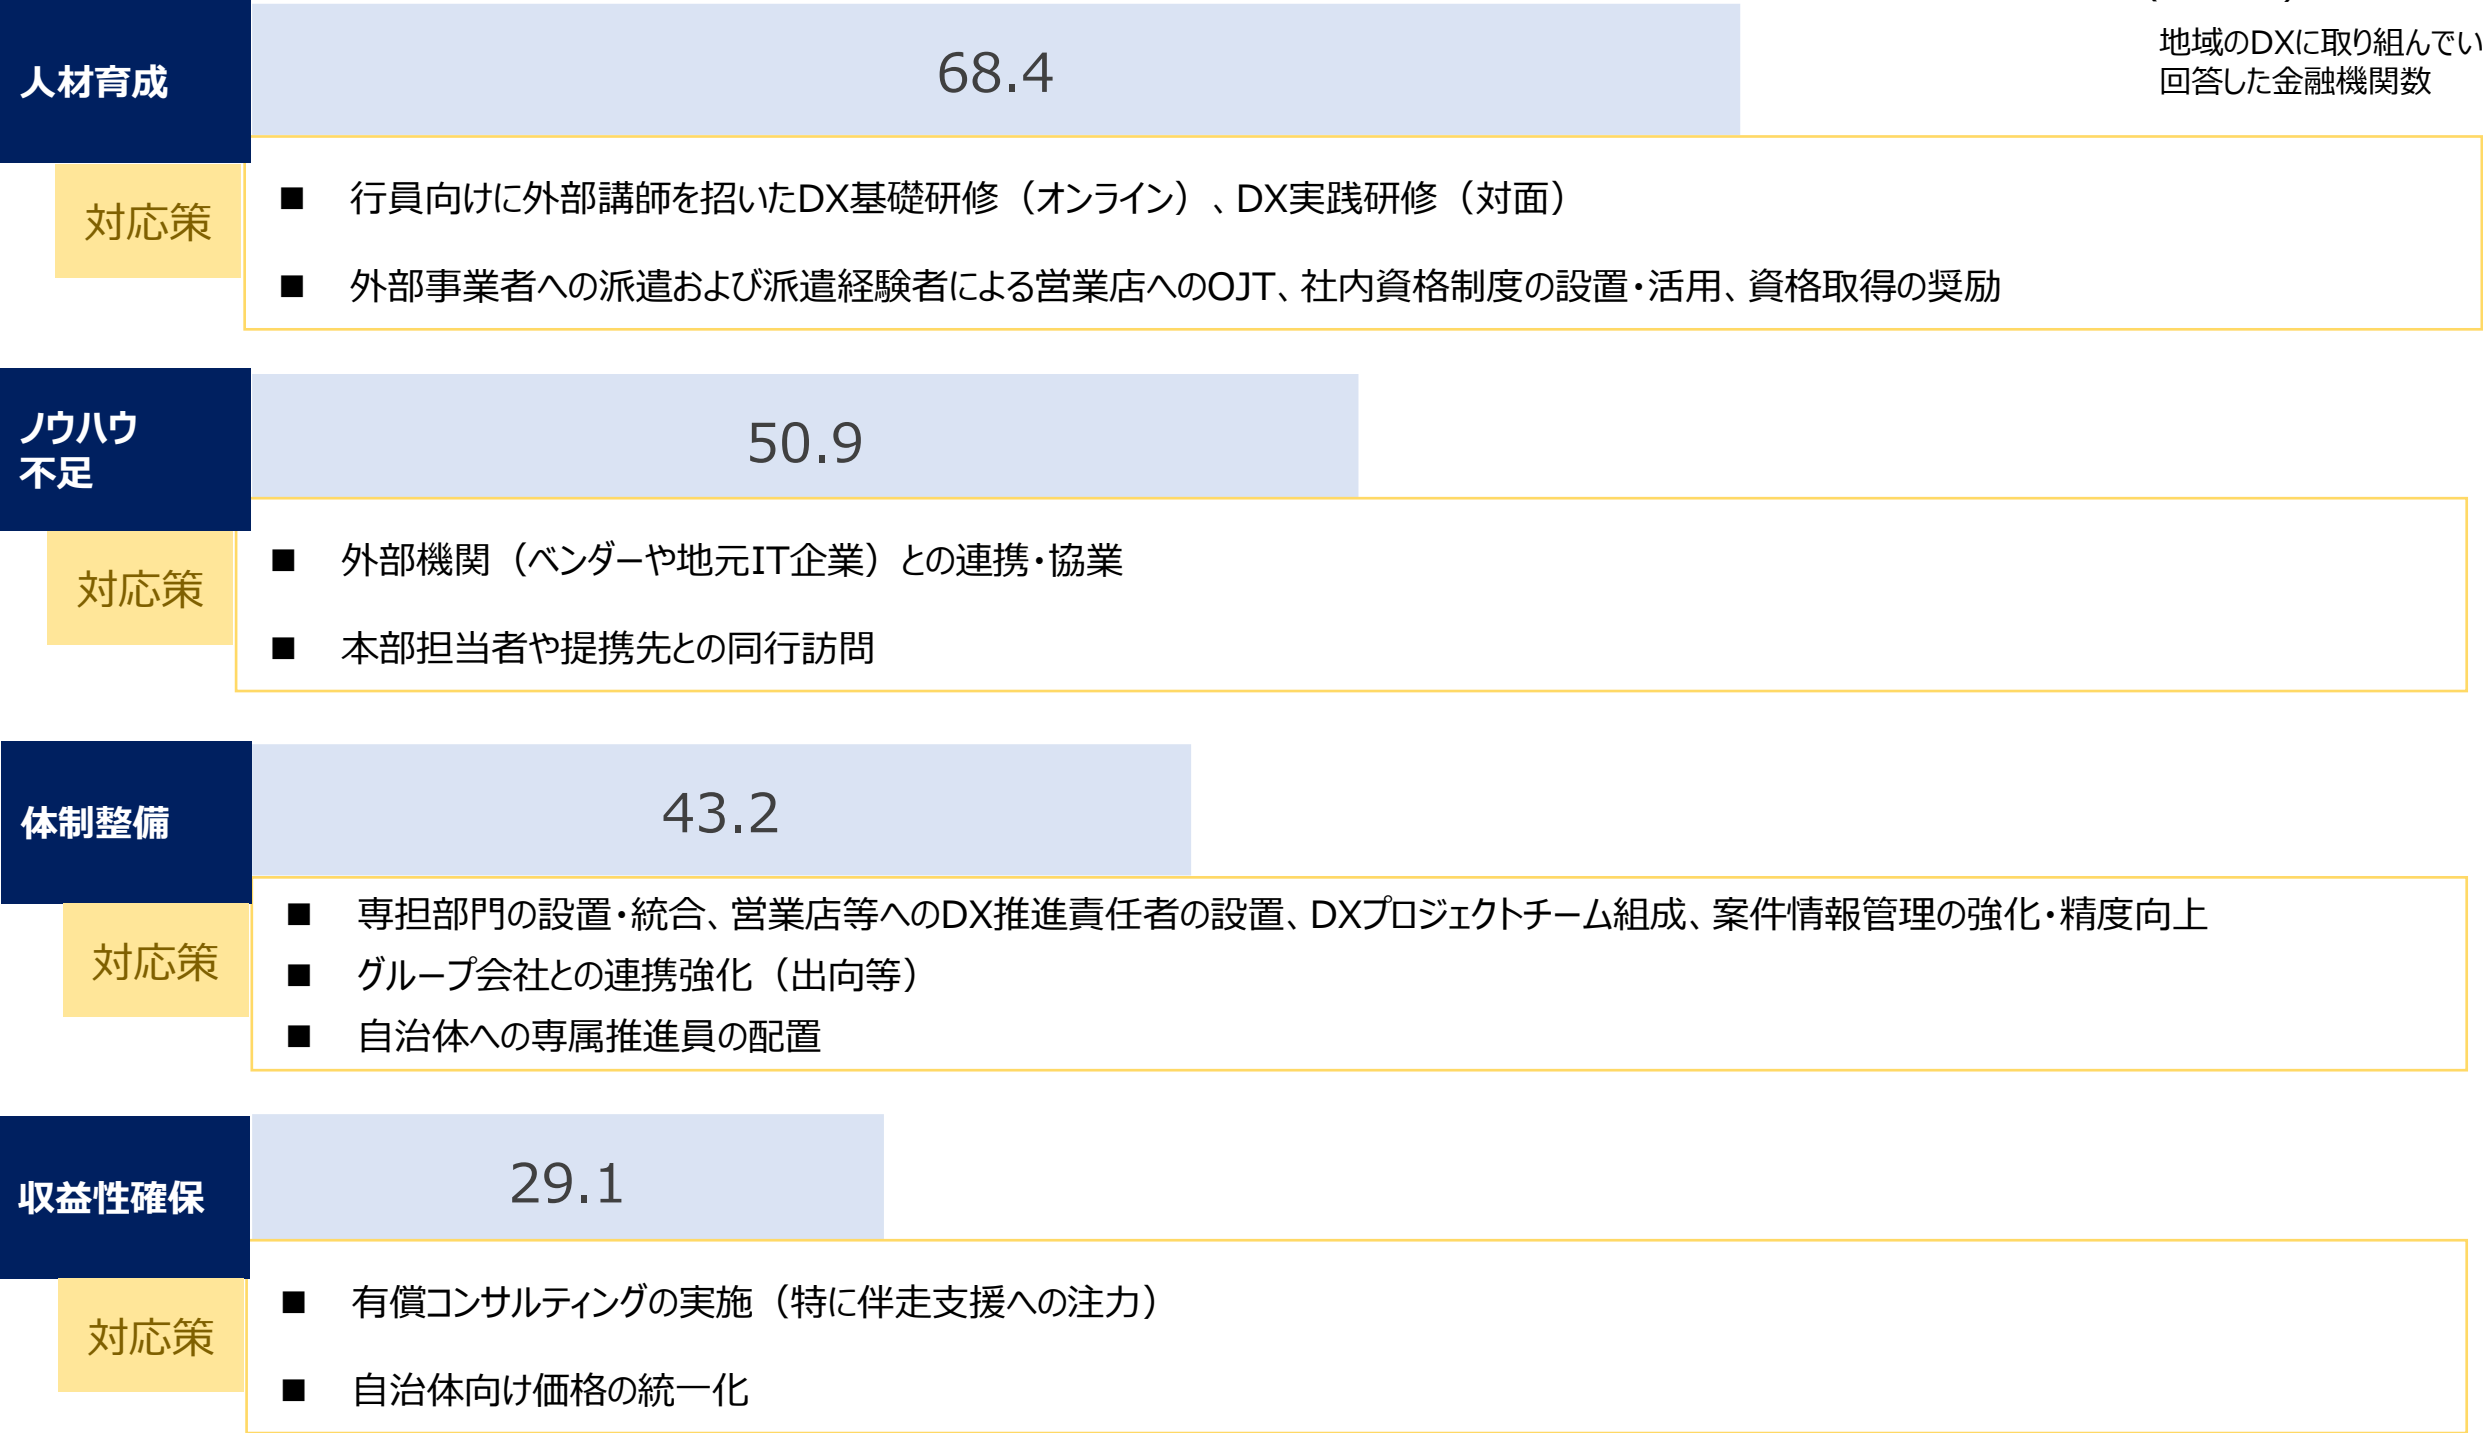 人材育成
68.4
地域のDXに取り組んでい
回答した金融機関数
対応策
■ 行員向けに外部講師を招いたDX基礎研修（オンライン）、DX実践研修（対面）
■ 外部事業者への派遣および派遣経験者による営業店へのOJT、社内資格制度の設置・活用、資格取得の奨励
ノウハウ
不足
50.9
対応策
■ 外部機関（ベンダーや地元IT企業）との連携・協業
■ 本部担当者や提携先との同行訪問
体制整備
43.2
対応策
■ 専担部門の設置・統合、営業店等へのDX推進責任者の設置、DXプロジェクトチーム組成、案件情報管理の強化・精度向上
■ グループ会社との連携強化（出向等）
■ 自治体への専属推進員の配置
収益性確保
29.1
対応策
■ 有償コンサルティングの実施（特に伴走支援への注力）
■ 自治体向け価格の統一化